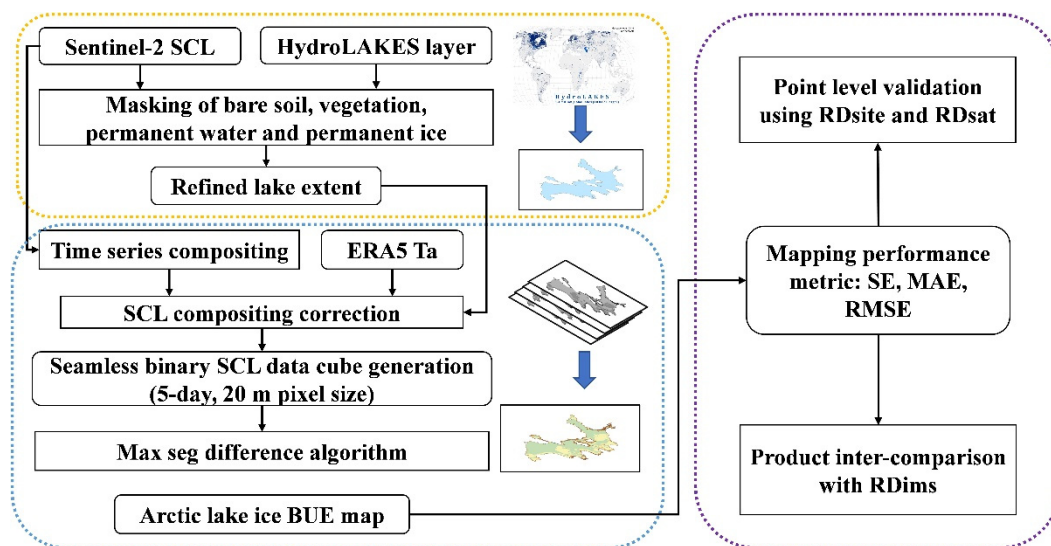 Sentinel-2 SCL
HydroLAKES layer
Masking of bare soil, vegetation,
permanent water and permanent ice
Refined lake extent
HydroLAKES
Time series compositing
ERA5 Ta
SCL compositing correction
Seamless binary SCL data cube generation
(5-day, 20 m pixel size)
Max seg difference algorithm
Arctic lake ice BUE map
Point level validation
using RDsite and RDsat
Mapping performance
metric: SE, MAE,
RMSE
Product inter-comparison
with RDims